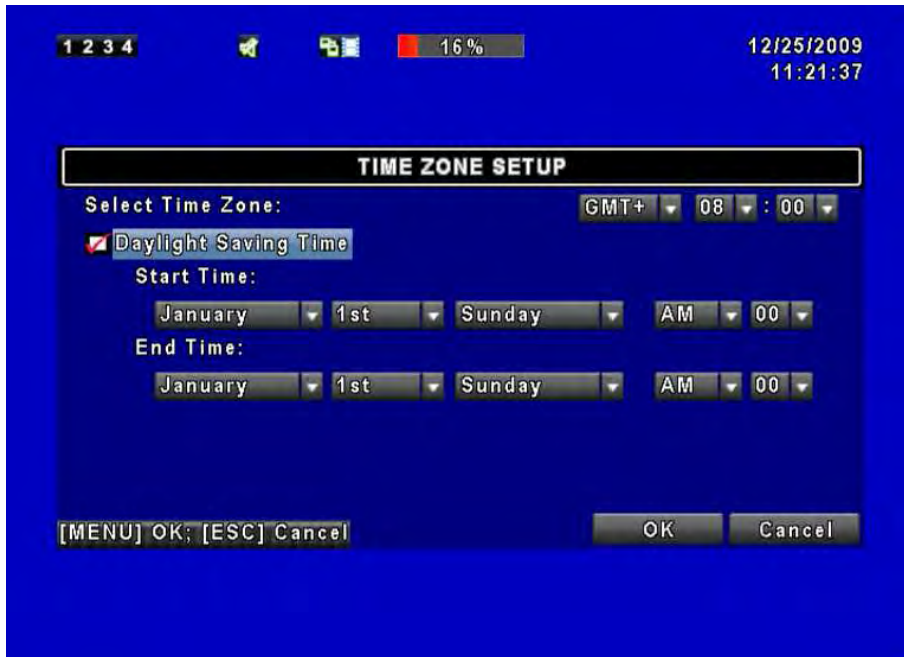 1 2 3 4 16% 12/25/2009
11:21:37
TIME ZONE SETUP
Select Time Zone: GMT+ 08 : 00
Daylight Saving Time
Start Time:
January 1st Sunday AM 00
End Time:
January 1st Sunday AM 00
[MENU] OK; [ESC] Cancel OK Cancel